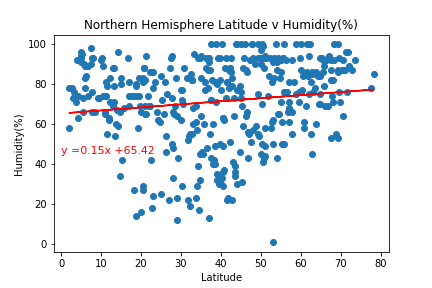 Northern Hemisphere Latitude v Humidity(%)
100
80
60
40
20
0
Humidity(%)
y =0.15x +65.42
0 10 20 30 40 50 60 70 80
Latitude